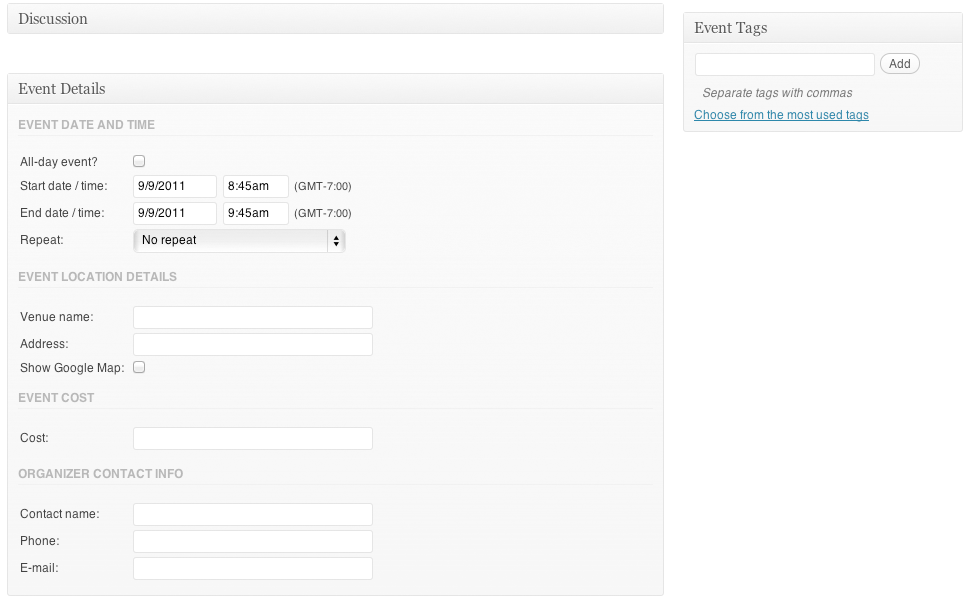 Discussion
Event Details
EVENT DATE AND TIME
All-day event?
Start date / time: 9/9/2011 8:45am (GMT-7:00)
End date / time: 9/9/2011 9:45am (GMT-7:00)
Repeat: No repeat
EVENT LOCATION DETAILS
Venue name:
Address:
Show Google Map:
EVENT COST
Cost:
ORGANIZER CONTACT INFO
Contact name:
Phone:
E-mail:
Event Tags
Add
Separate tags with commas
Choose from the most used tags